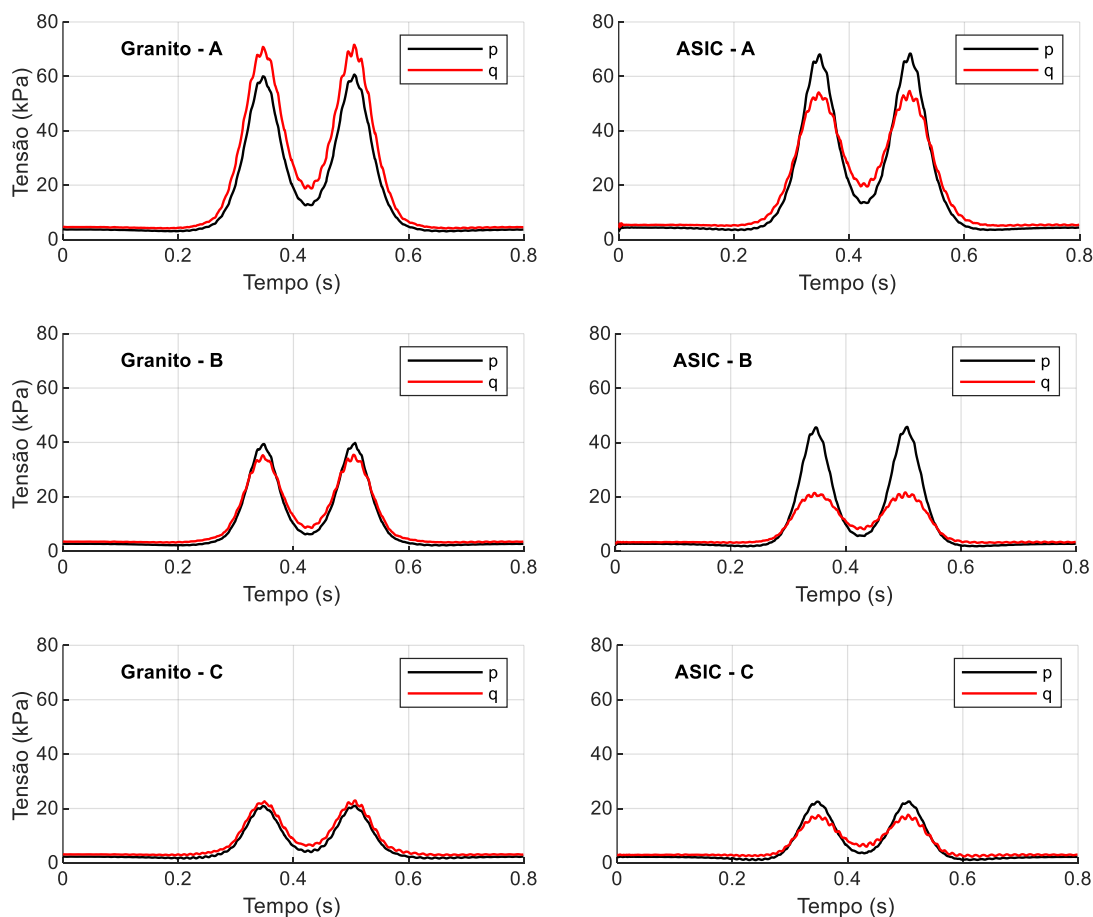 80
60
40
20
0
Tensão (kPa)
Granito - A
p
q
0 0.2 0.4 0.6 0.8
Tempo (s)
80
60
40
20
0
ASIC - A
p
q
0 0.2 0.4 0.6 0.8
Tempo (s)
80
60
40
20
0
Tensão (kPa)
Granito - B
p
q
0 0.2 0.4 0.6 0.8
Tempo (s)
80
60
40
20
0
ASIC - B
p
q
0 0.2 0.4 0.6 0.8
Tempo (s)
80
60
40
20
0
Tensão (kPa)
Granito - C
p
q
0 0.2 0.4 0.6 0.8
Tempo (s)
80
60
40
20
0
ASIC - C
p
q
0 0.2 0.4 0.6 0.8
Tempo (s)